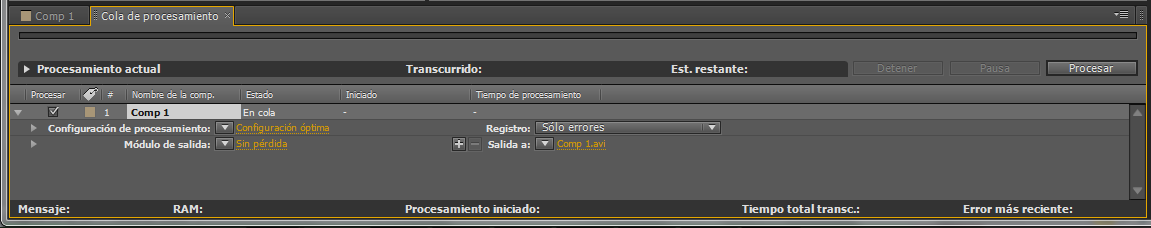 Comp 1 Cola de procesamiento ×
Procesamiento actual Transcurrido: Est. restante: Detener Pausa Procesar
Procesar # Nombre de la comp. Estado Iniciado Tiempo de procesamiento
1 Comp 1 En cola - -
Configuración de procesamiento: Configuración óptima Registro: Sólo errores
Módulo de salida: Sin pérdida + − Salida a: Comp 1.avi
Mensaje: RAM: Procesamiento iniciado: Tiempo total transc.: Error más reciente: